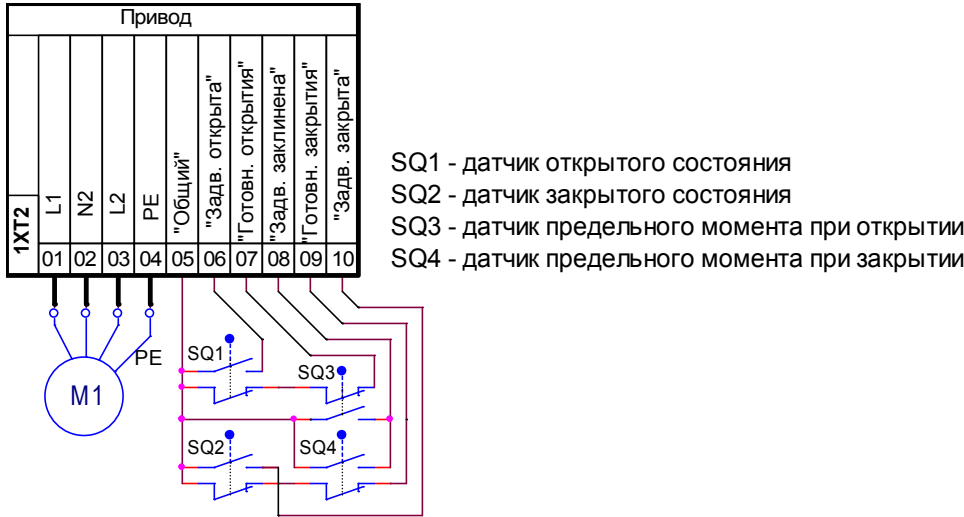 Привод
1XT2
L1
N2
L2
PE
"Общий"
"Задв. открыта"
"Готовн. открытия"
"Задв. заклинена"
"Готовн. закрытия"
"Задв. закрыта"
01 02 03 04 05 06 07 08 09 10
SQ1 - датчик открытого состояния
SQ2 - датчик закрытого состояния
SQ3 - датчик предельного момента при открытии
SQ4 - датчик предельного момента при закрытии
PE
M1
SQ1
SQ3
SQ2
SQ4